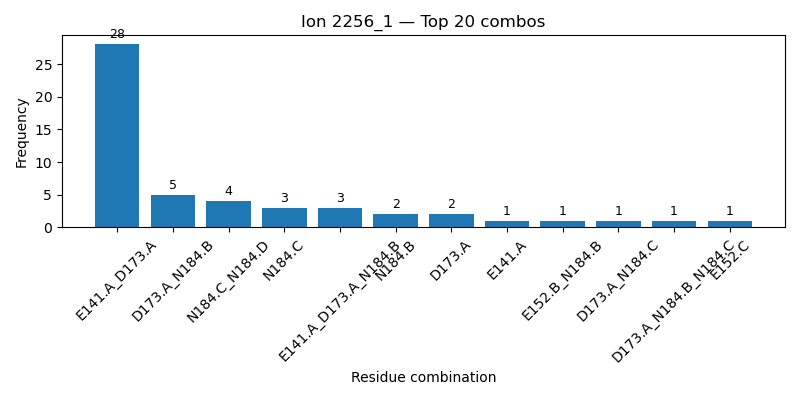 Ion 2256_1 — Top 20 combos
Frequency
25
20
15
10
5
0
28
5
4
3
3
2
2
1
1
1
1
1
E141.A_D173.A
D173.A_N184.B
N184.C_N184.D
N184.C
E141.A_D173.A_N184.B
N184.B
D173.A
E141.A
E152.B_N184.B
D173.A_N184.C
D173.A_N184.B_N184.C
E152.C
Residue combination